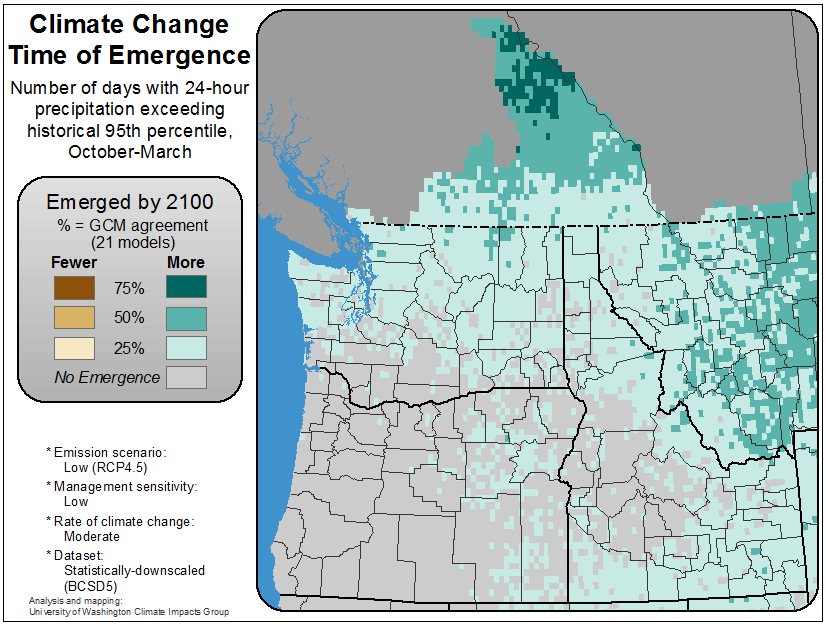 Climate Change
Time of Emergence
Number of days with 24-hour
precipitation exceeding
historical 95th percentile,
October-March
Emerged by 2100
% = GCM agreement
(21 models)
Fewer More
75%
50%
25%
No Emergence
* Emission scenario:
Low (RCP4.5)
* Management sensitivity:
Low
* Rate of climate change:
Moderate
* Dataset:
Statistically-downscaled
(BCSD5)
Analysis and mapping:
University of Washington Climate Impacts Group